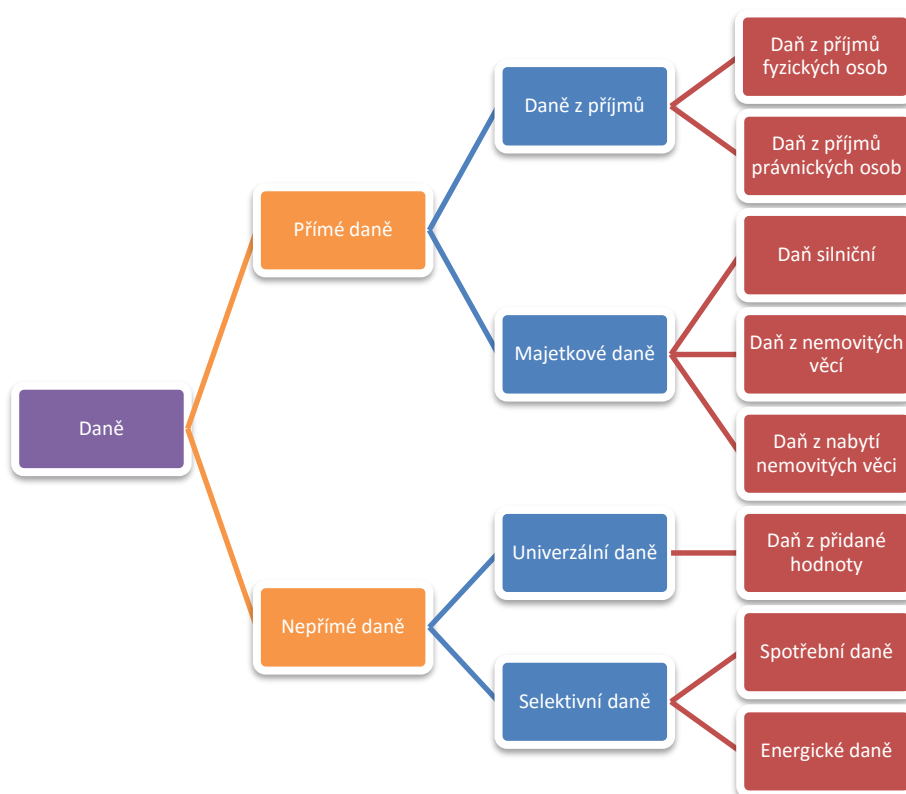 Daň z příjmů
fyzických osob
Daně z příjmů
Daň z příjmů
právnických osob
Přímé daně
Daň silniční
Majetkové daně
Daň z nemovitých
věcí
Daně
Daň z nabytí
nemovitých věci
Univerzální daně
Daň z přidané
hodnoty
Nepřímé daně
Spotřební daně
Selektivní daně
Energické daně